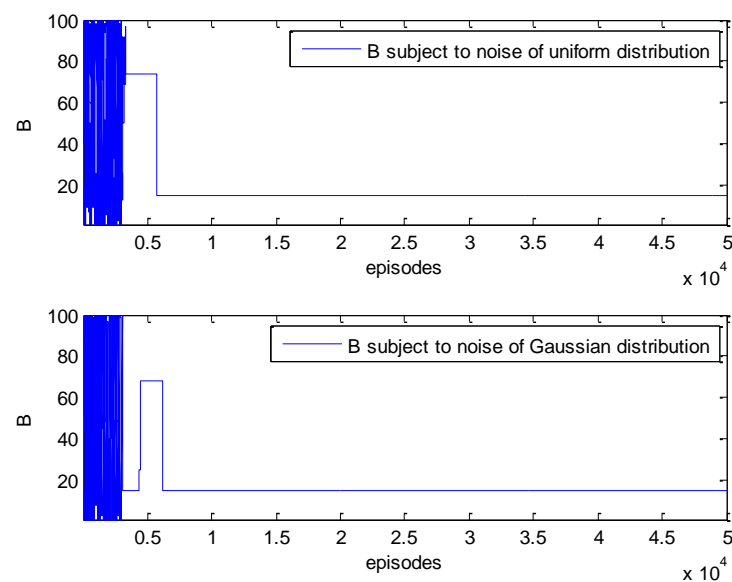 100
80
60
40
20
B
B subject to noise of uniform distribution
0.5 1 1.5 2 2.5 3 3.5 4 4.5 5
episodes
x 10^4
100
80
60
40
20
B
B subject to noise of Gaussian distribution
0.5 1 1.5 2 2.5 3 3.5 4 4.5 5
episodes
x 10^4